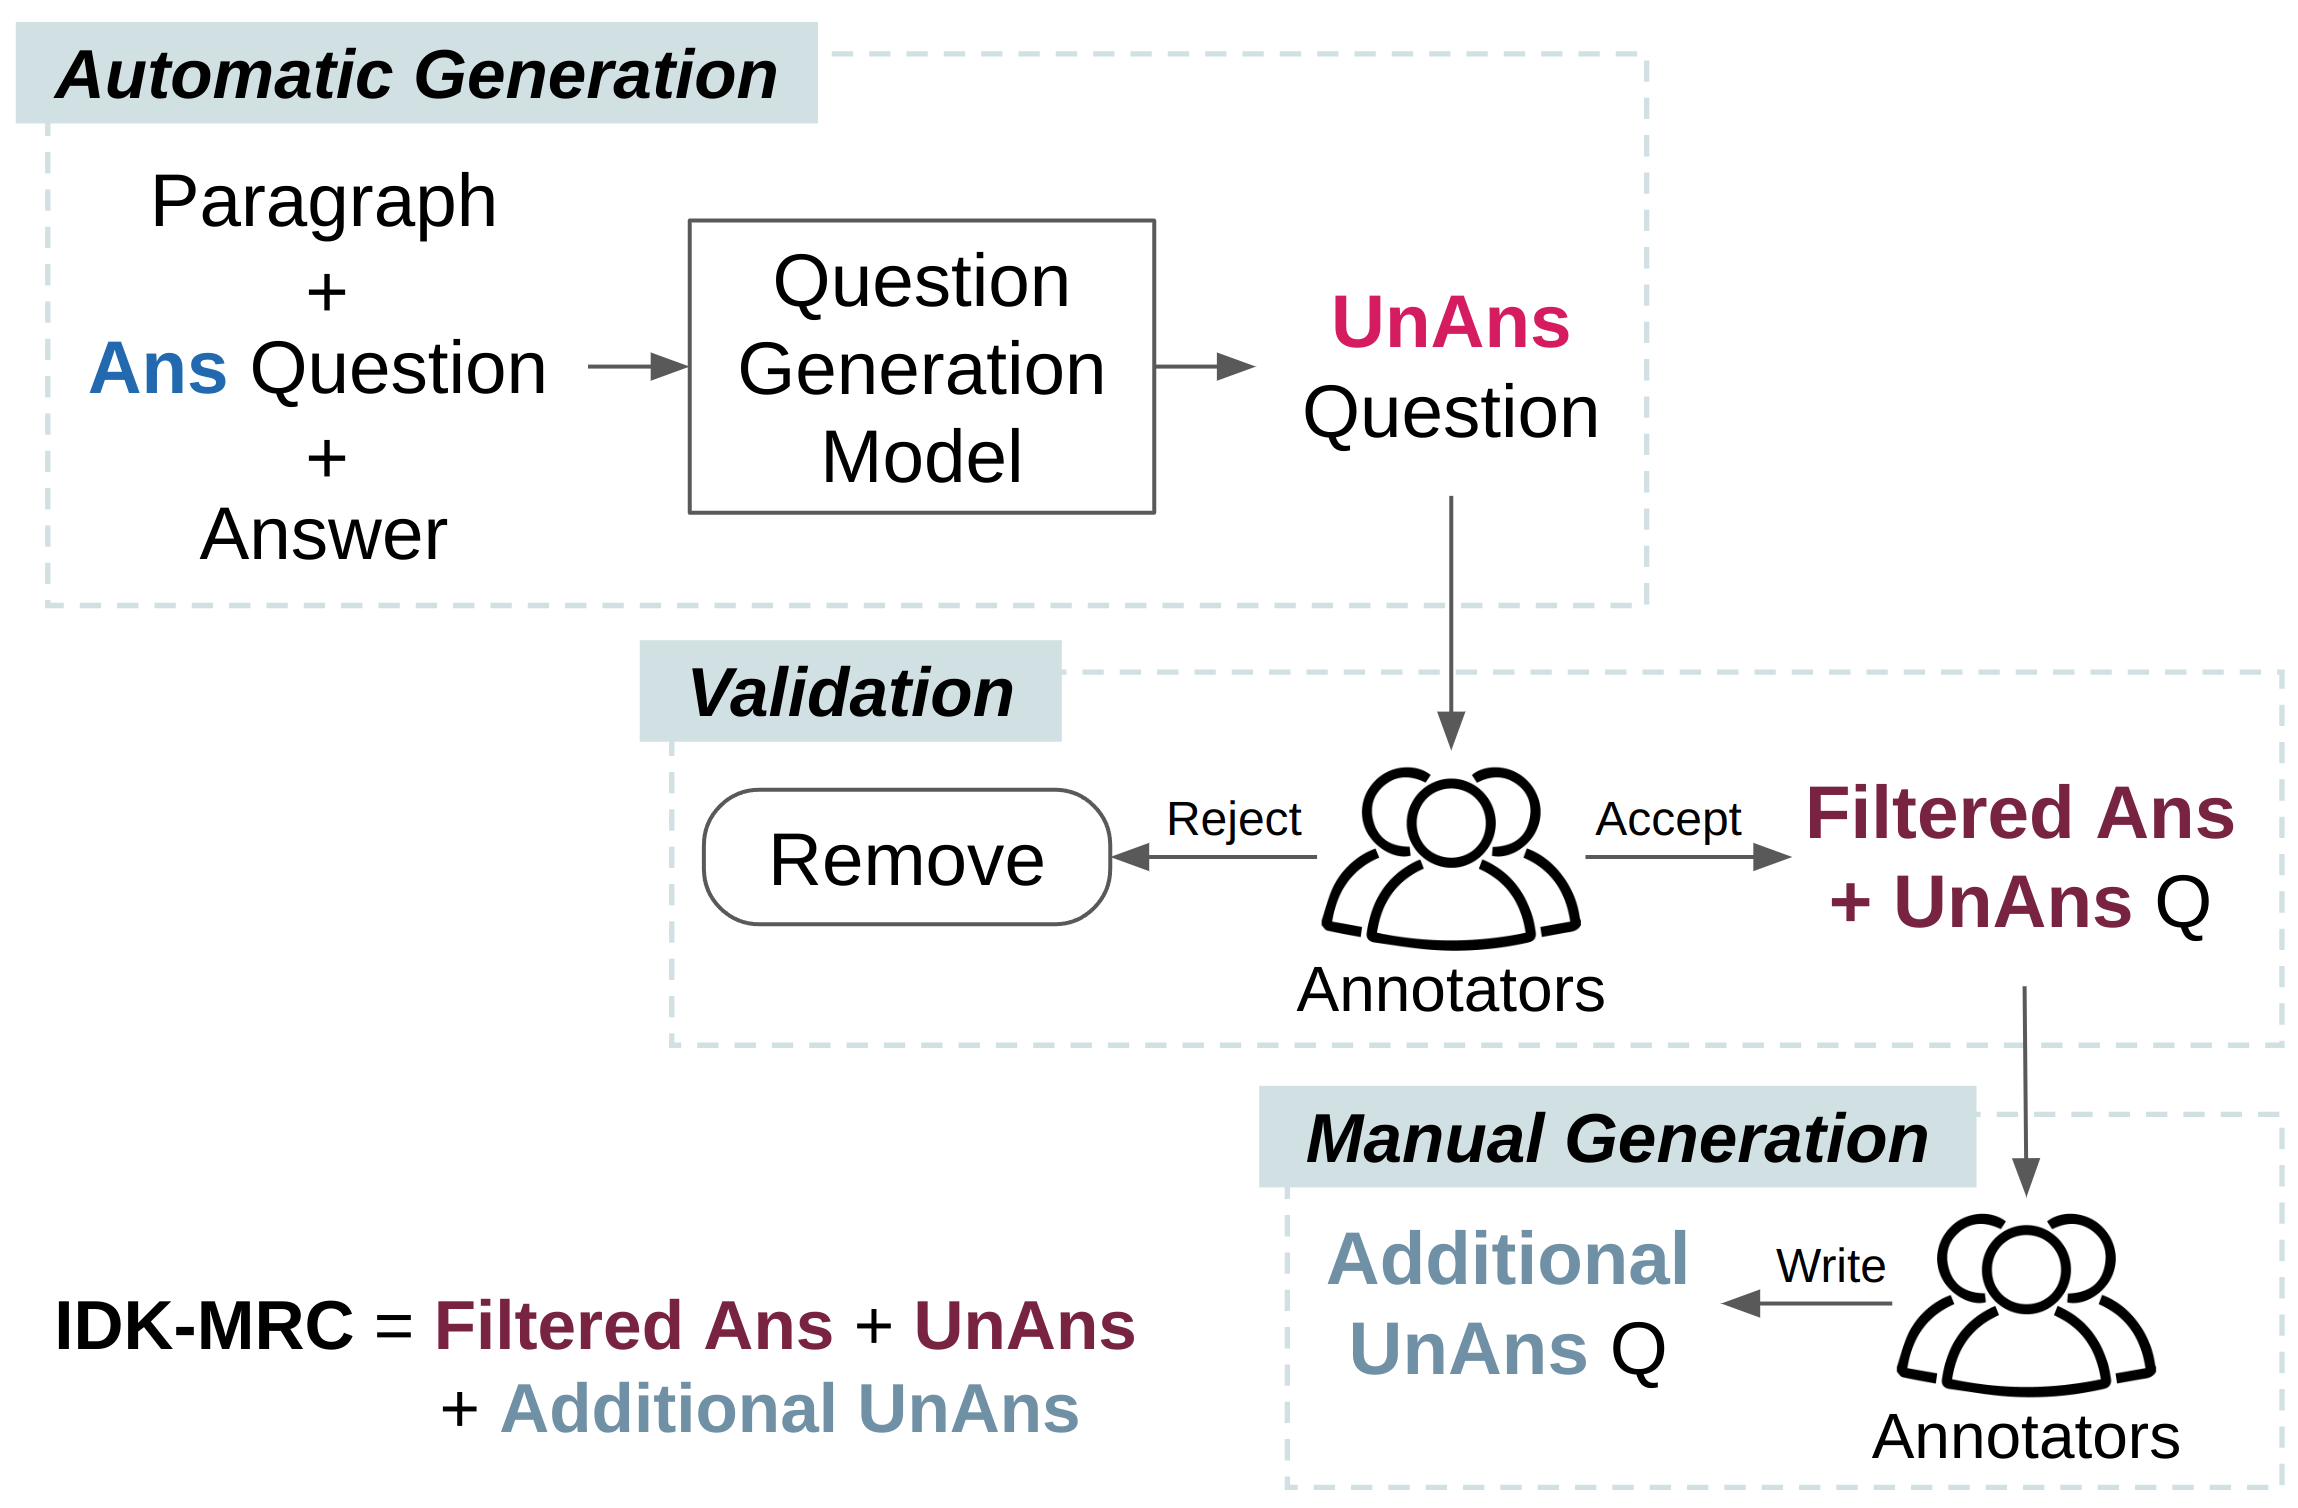 Automatic Generation
Paragraph
+
Ans Question
+
Answer
Question
Generation
Model
UnAns
Question
Validation
Remove
Reject
Annotators
Accept
Filtered Ans
+ UnAns Q
Manual Generation
Additional
UnAns Q
Write
Annotators
IDK-MRC = Filtered Ans + UnAns
+ Additional UnAns